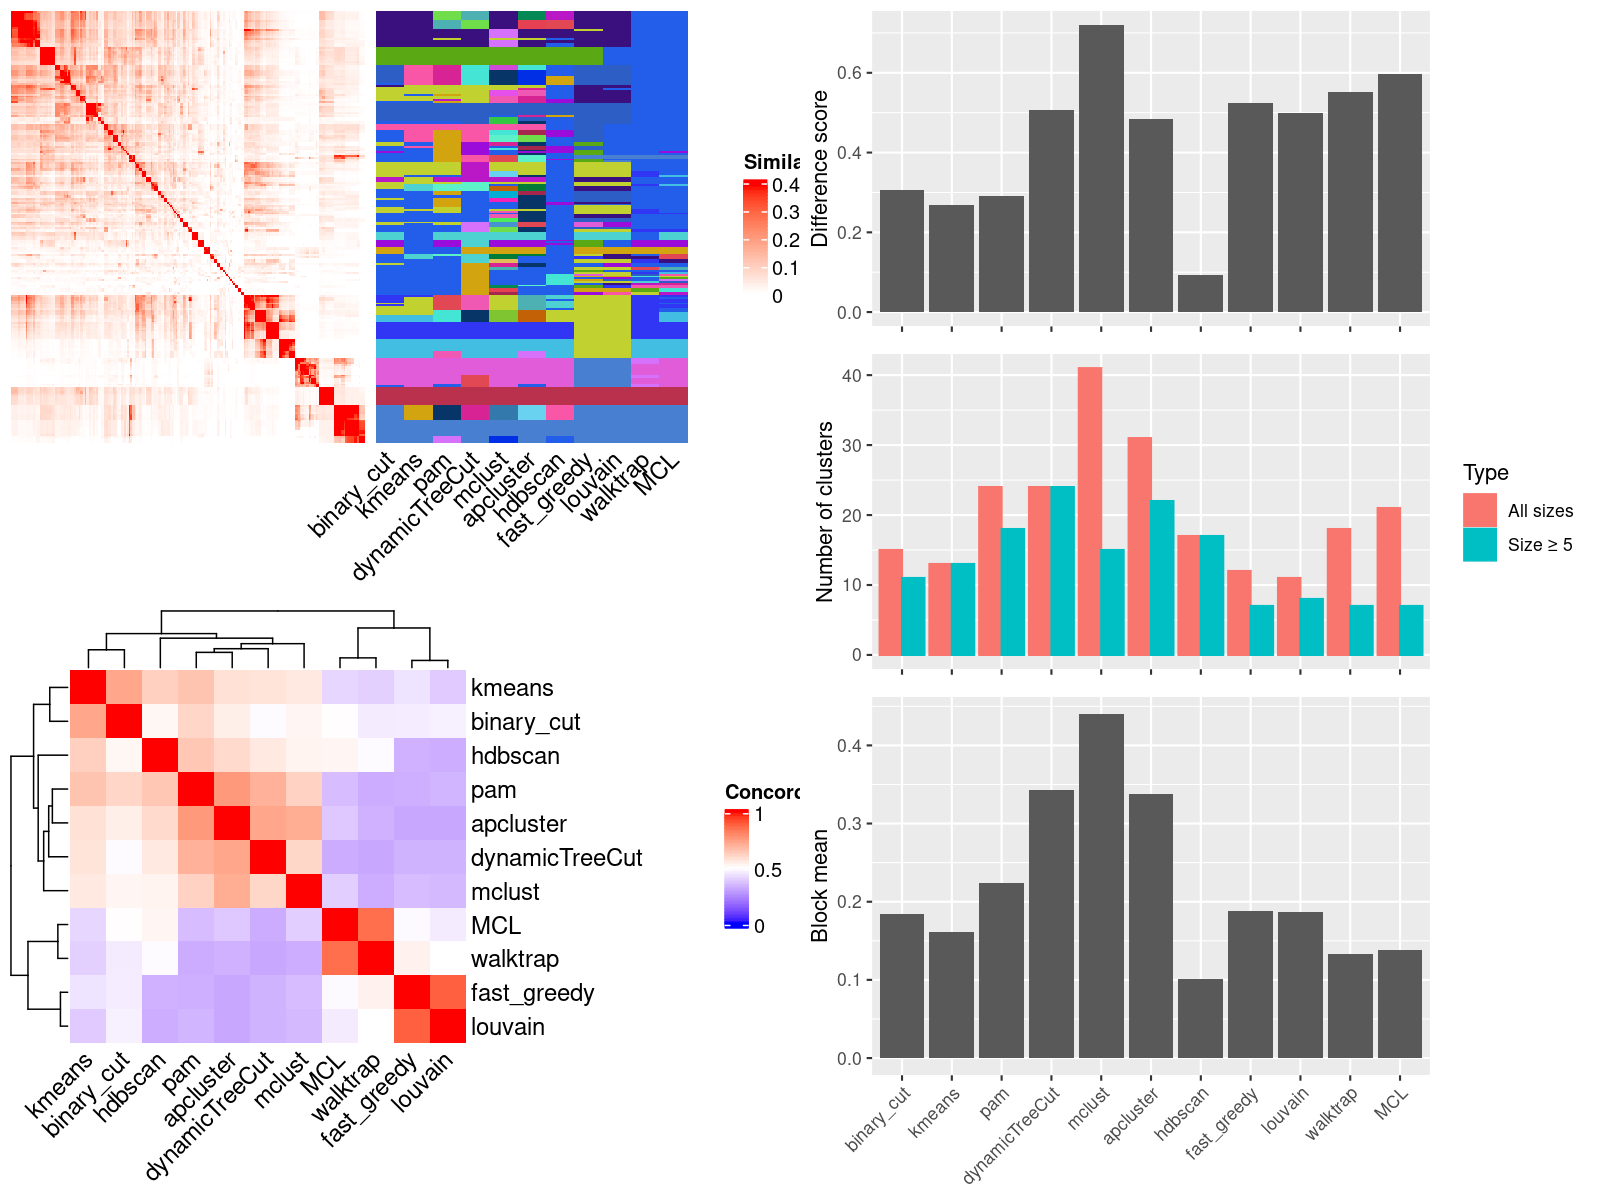 Simila
0.4
0.3
0.2
0.1
0
binary_cut
kmeans
pam
dynamicTreeCut
mclust
apcluster
hdbscan
fast_greedy
louvain
walktrap
MCL
kmeans
binary_cut
hdbscan
pam
apcluster
dynamicTreeCut
mclust
MCL
walktrap
fast_greedy
louvain
kmeans
binary_cut
hdbscan
pam
apcluster
dynamicTreeCut
mclust
MCL
walktrap
fast_greedy
louvain
Concord
1
0.5
0
Difference score
0.6
0.4
0.2
0.0
Number of clusters
40
30
20
10
0
Type
All sizes
Size ≥ 5
Block mean
0.4
0.3
0.2
0.1
0.0
binary_cut
kmeans
pam
dynamicTreeCut
mclust
apcluster
hdbscan
fast_greedy
louvain
walktrap
MCL